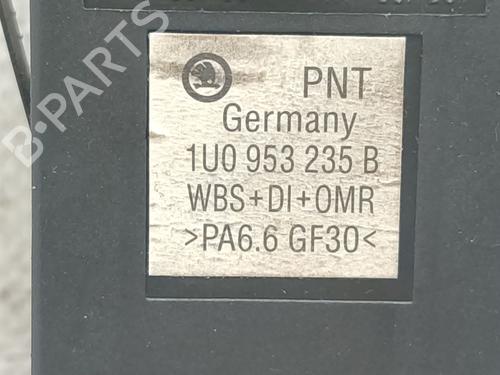 B-PARTS
PNT
Germany
1U0 953 235 B
WBS+DI+OMR
>PA6.6 GF30<